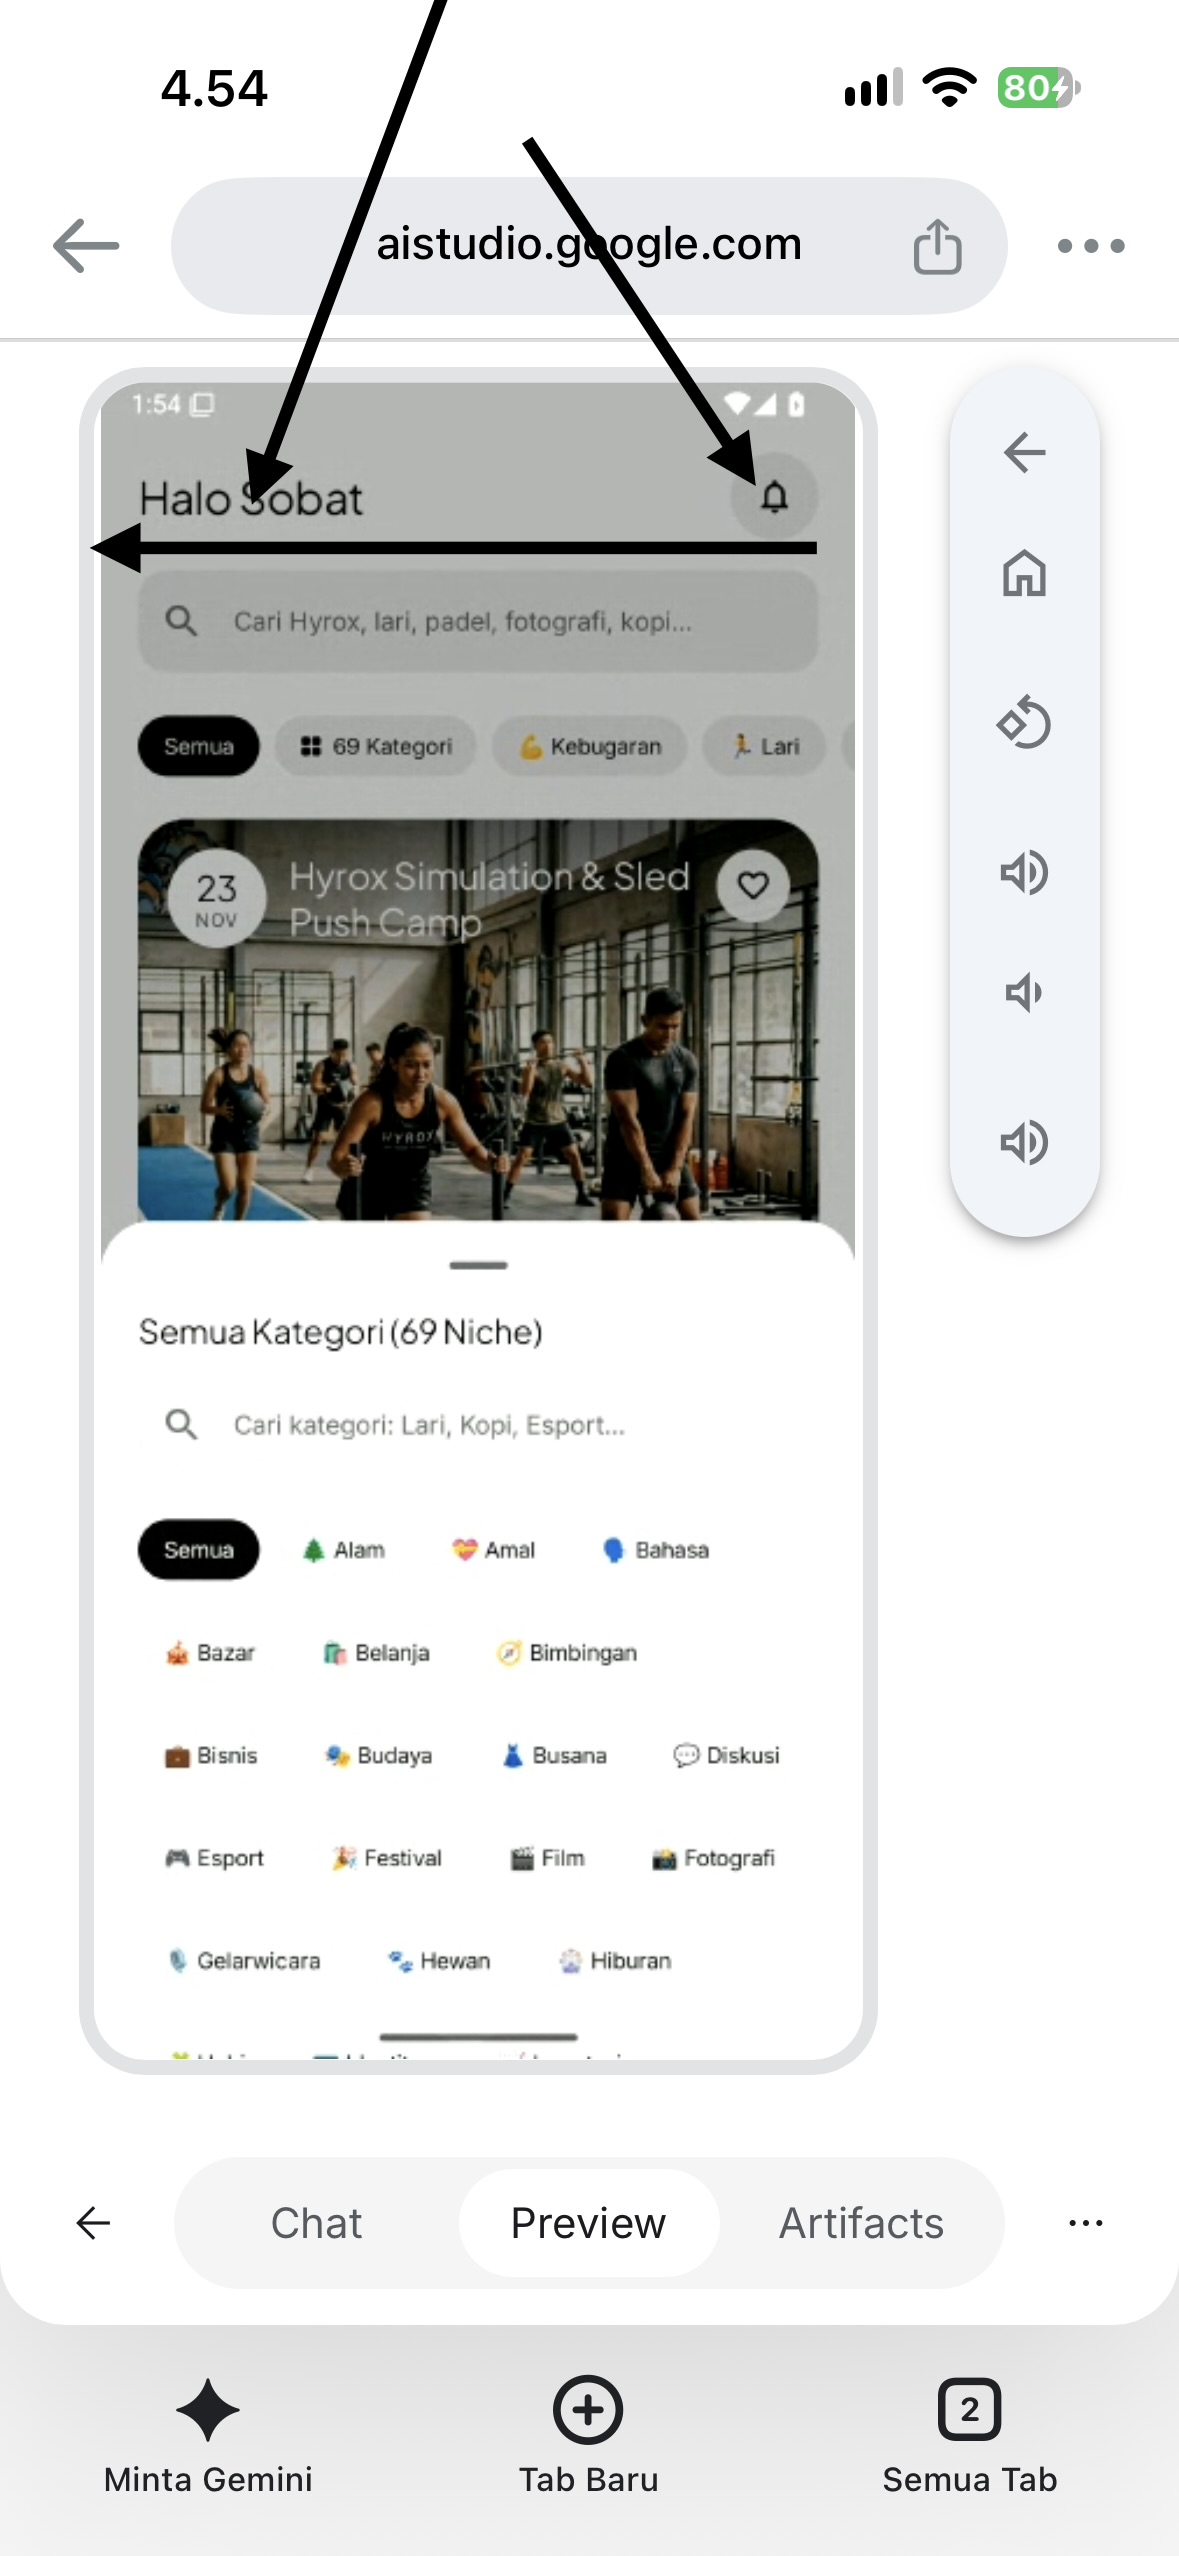 4.54
80
aistudio.google.com
1:54
Halo Sobat
Cari Hyrox, lari, padel, fotografi, kopi...
Semua
69 Kategori
Kebugaran
Lari
23
NOV
Hyrox Simulation & Sled
Push Camp
HYROX
Semua Kategori (69 Niche)
Cari kategori: Lari, Kopi, Esport...
Semua
Alam
Amal
Bahasa
Bazar
Belanja
Bimbingan
Bisnis
Budaya
Busana
Diskusi
Esport
Festival
Film
Fotografi
Gelarwicara
Hewan
Hiburan
Chat
Preview
Artifacts
Minta Gemini
Tab Baru
2
Semua Tab